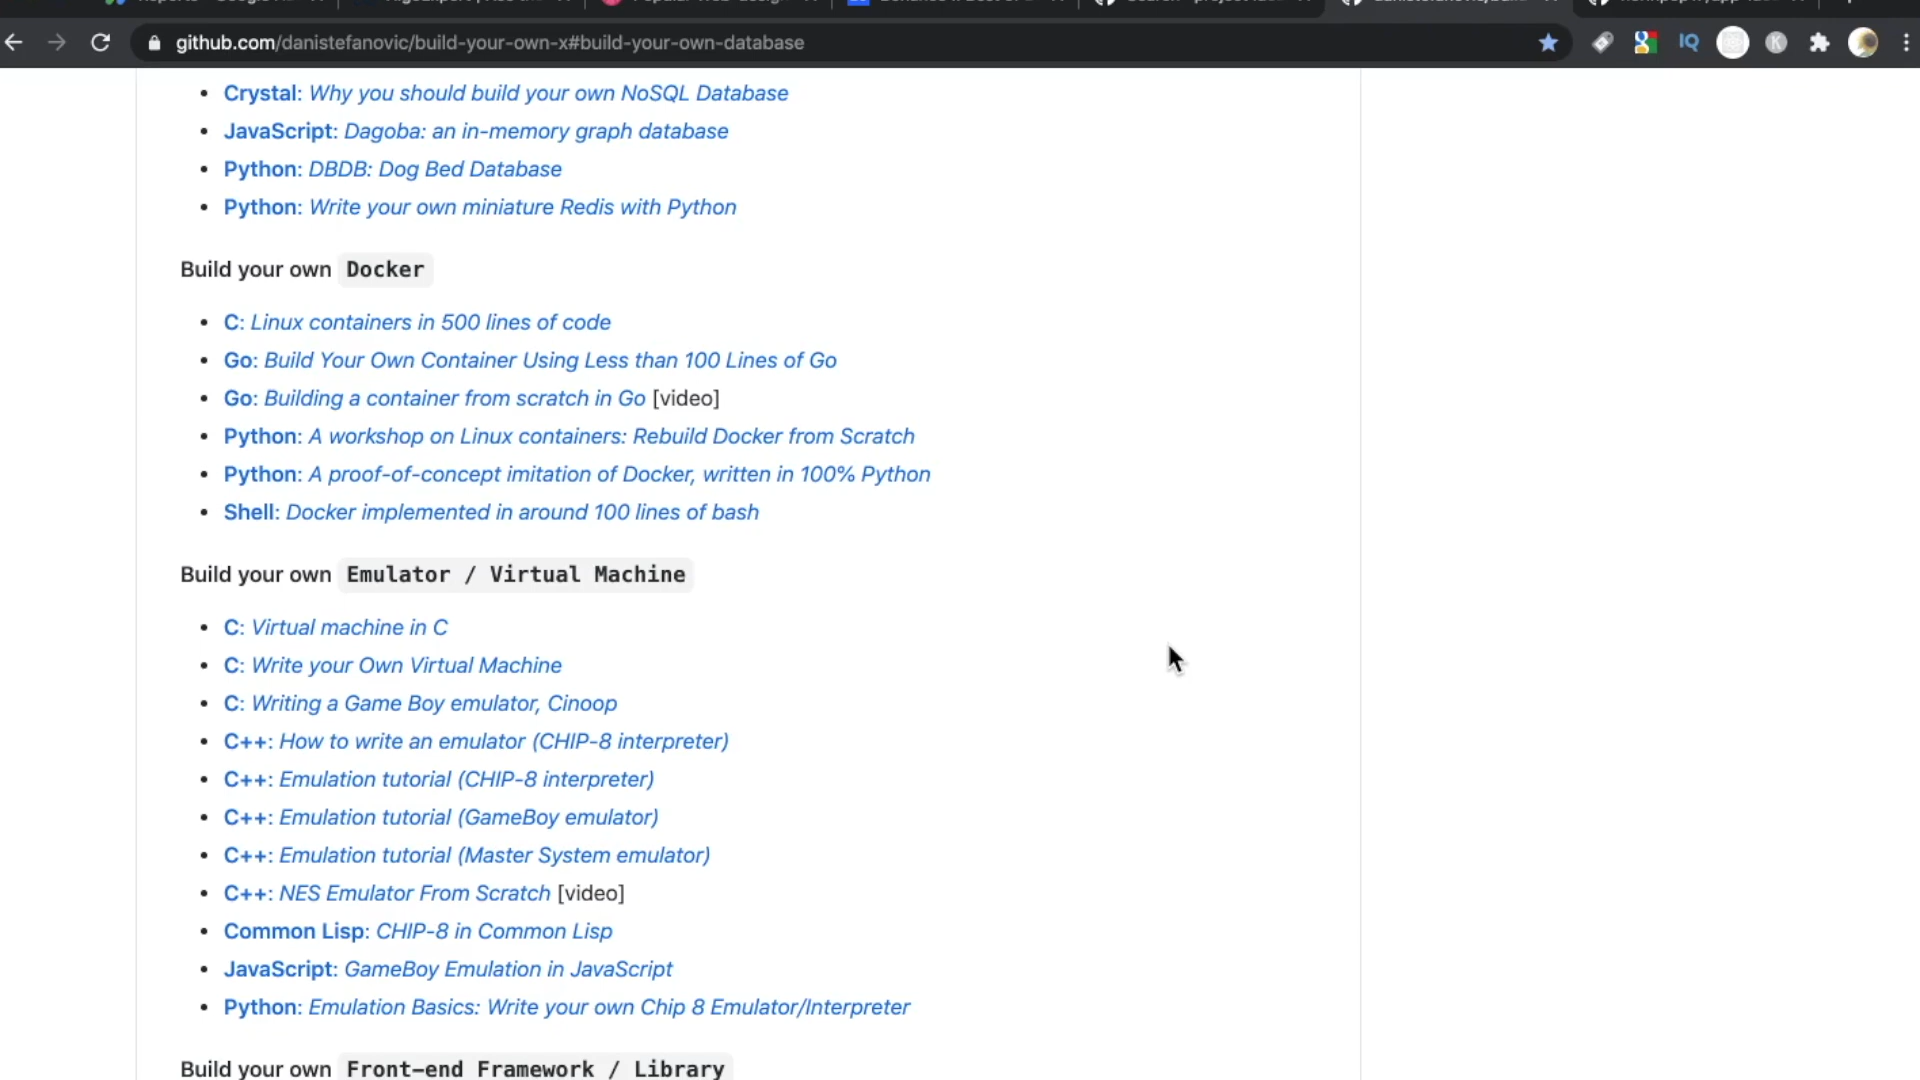 github.com/danistefanovic/build-your-own-x#build-your-own-database
IQ
K
Crystal: Why you should build your own NoSQL Database
JavaScript: Dagoba: an in-memory graph database
Python: DBDB: Dog Bed Database
Python: Write your own miniature Redis with Python
Build your own Docker
C: Linux containers in 500 lines of code
Go: Build Your Own Container Using Less than 100 Lines of Go
Go: Building a container from scratch in Go [video]
Python: A workshop on Linux containers: Rebuild Docker from Scratch
Python: A proof-of-concept imitation of Docker, written in 100% Python
Shell: Docker implemented in around 100 lines of bash
Build your own Emulator / Virtual Machine
C: Virtual machine in C
C: Write your Own Virtual Machine
C: Writing a Game Boy emulator, Cinoop
C++: How to write an emulator (CHIP-8 interpreter)
C++: Emulation tutorial (CHIP-8 interpreter)
C++: Emulation tutorial (GameBoy emulator)
C++: Emulation tutorial (Master System emulator)
C++: NES Emulator From Scratch [video]
Common Lisp: CHIP-8 in Common Lisp
JavaScript: GameBoy Emulation in JavaScript
Python: Emulation Basics: Write your own Chip 8 Emulator/Interpreter
Build your own Front-end Framework / Library